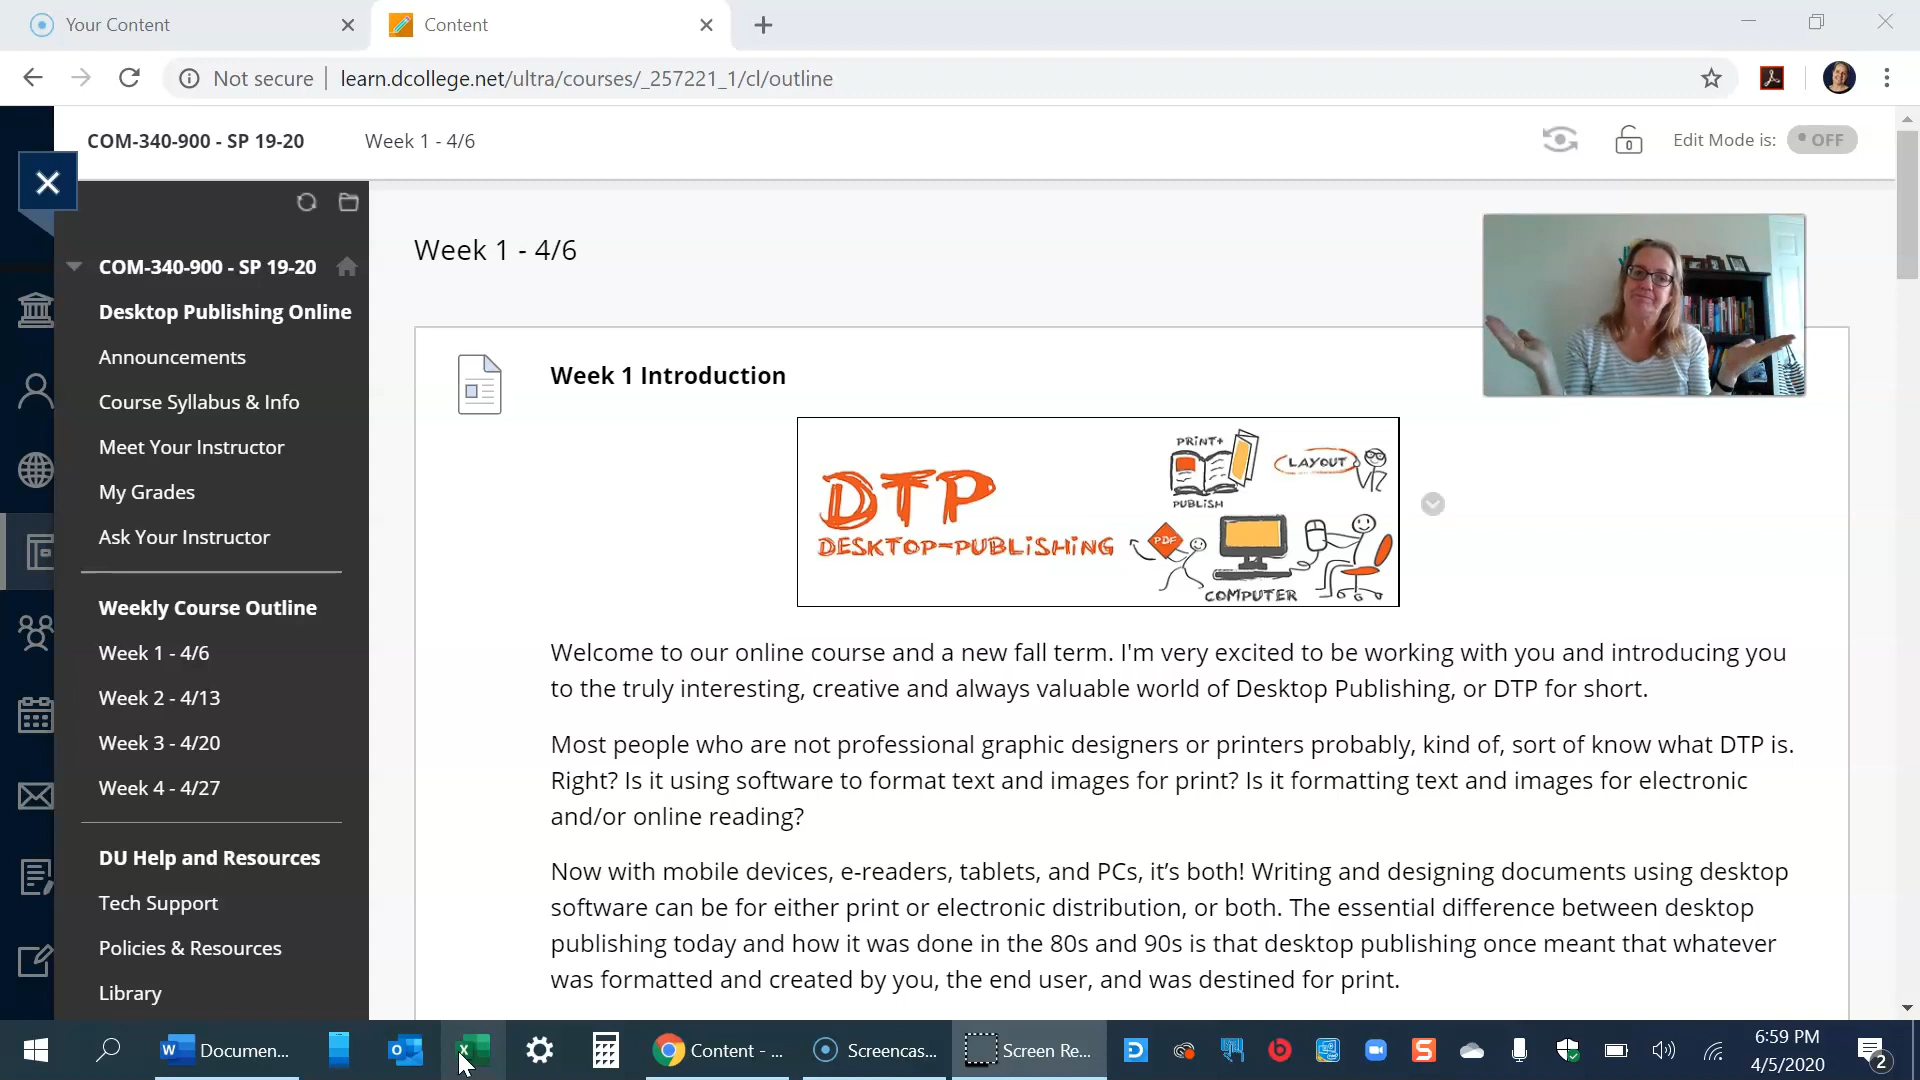 Your Content
Content
Not secure
learn.dcollege.net/ultra/courses/_257221_1/cl/outline
COM-340-900 - SP 19-20
Week 1 - 4/6
Edit Mode is:
OFF
COM-340-900 - SP 19-20
Desktop Publishing Online
Announcements
Course Syllabus & Info
Meet Your Instructor
My Grades
Ask Your Instructor
Weekly Course Outline
Week 1 - 4/6
Week 2 - 4/13
Week 3 - 4/20
Week 4 - 4/27
DU Help and Resources
Tech Support
Policies & Resources
Library
Week 1 - 4/6
Week 1 Introduction
DTP
DESKTOP-PUBLISHING
PRINT+
PUBLISH
LAYOUT
PDF
COMPUTER
Welcome to our online course and a new fall term. I'm very excited to be working with you and introducing you
to the truly interesting, creative and always valuable world of Desktop Publishing, or DTP for short.
Most people who are not professional graphic designers or printers probably, kind of, sort of know what DTP is.
Right? Is it using software to format text and images for print? Is it formatting text and images for electronic
and/or online reading?
Now with mobile devices, e-readers, tablets, and PCs, it’s both! Writing and designing documents using desktop
software can be for either print or electronic distribution, or both. The essential difference between desktop
publishing today and how it was done in the 80s and 90s is that desktop publishing once meant that whatever
was formatted and created by you, the end user, and was destined for print.
Documen...
Content - ...
Screencas...
Screen Re...
6:59 PM
4/5/2020
2